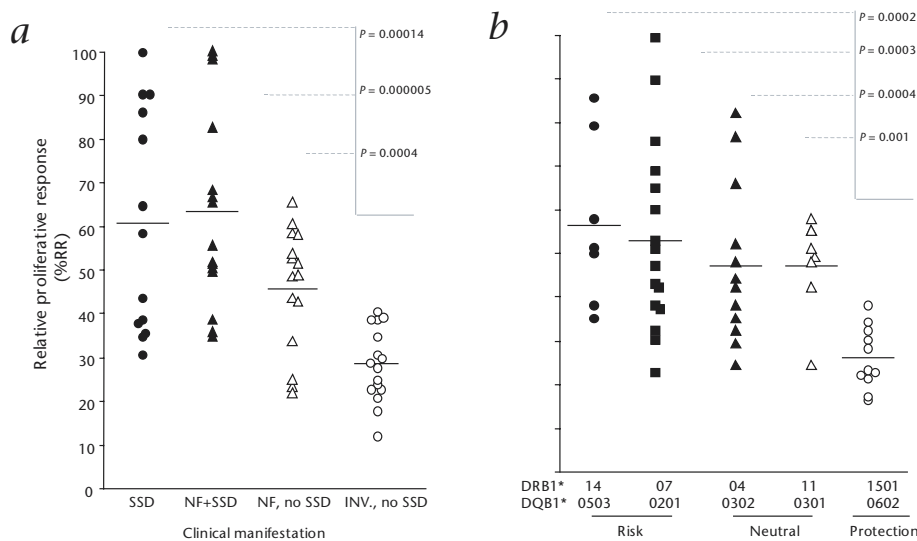 a
P = 0.00014
P = 0.000005
P = 0.0004
100
90
80
70
60
50
40
30
20
10
0
Relative proliferative response
(%RR)
SSD NF+SSD NF, no SSD INV., no SSD
Clinical manifestation
b
P = 0.0002
P = 0.0003
P = 0.0004
P = 0.001
DRB1* 14 07 04 11 1501
DQB1* 0503 0201 0302 0301 0602
Risk Neutral Protection